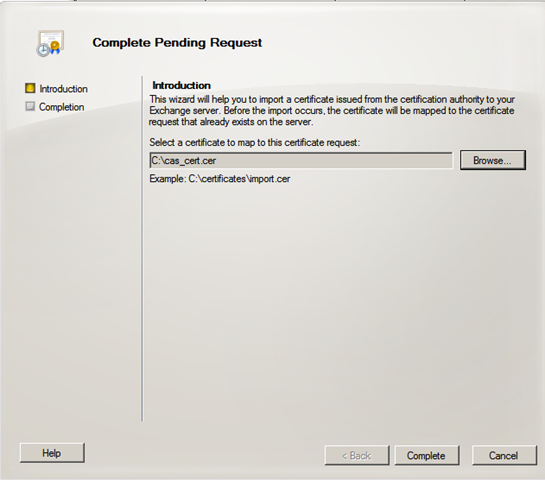 Complete Pending Request
Introduction
Completion
Introduction
This wizard will help you to import a certificate issued from the certification authority to your
Exchange server. Before the import occurs, the certificate will be mapped to the certificate
request that already exists on the server.
Select a certificate to map to this certificate request:
C:\cas_cert.cer
Browse...
Example: C:\certificates\import.cer
Help
< Back
Complete
Cancel